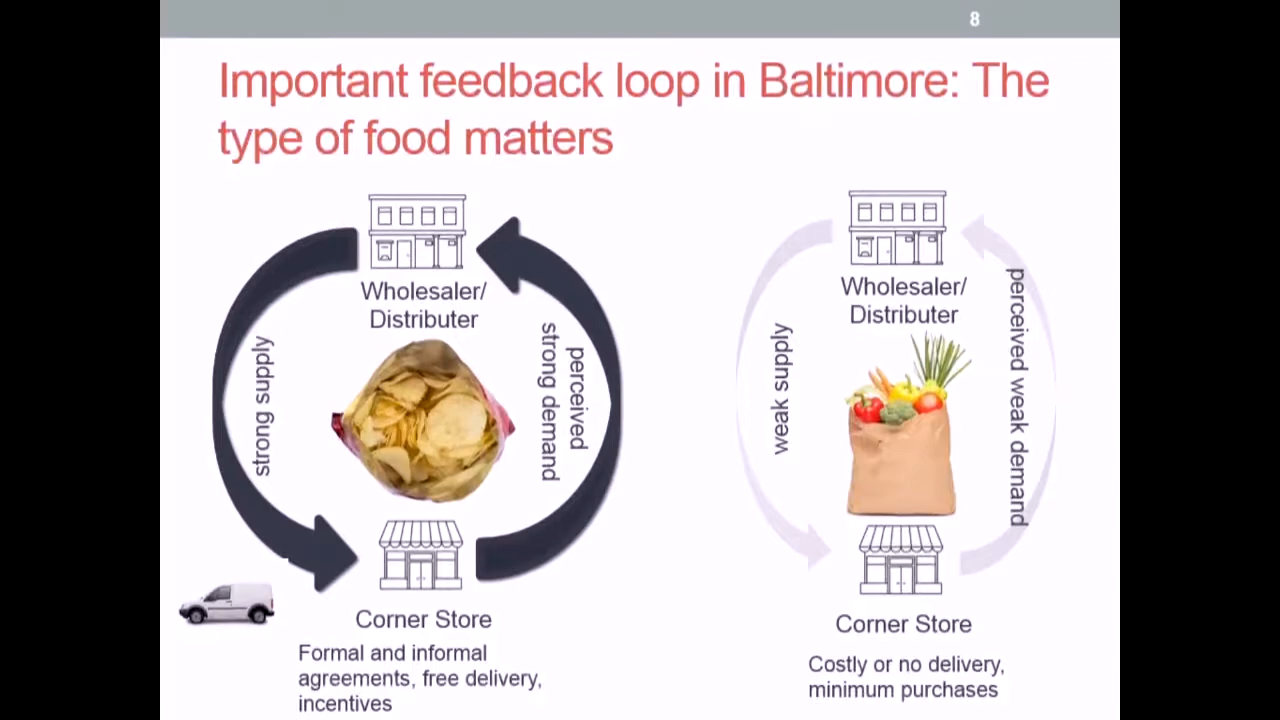 8
Important feedback loop in Baltimore: The
type of food matters
Wholesaler/
Distributer
strong supply
perceived
strong demand
Corner Store
Formal and informal
agreements, free delivery,
incentives
Wholesaler/
Distributer
weak supply
perceived weak demand
Corner Store
Costly or no delivery,
minimum purchases